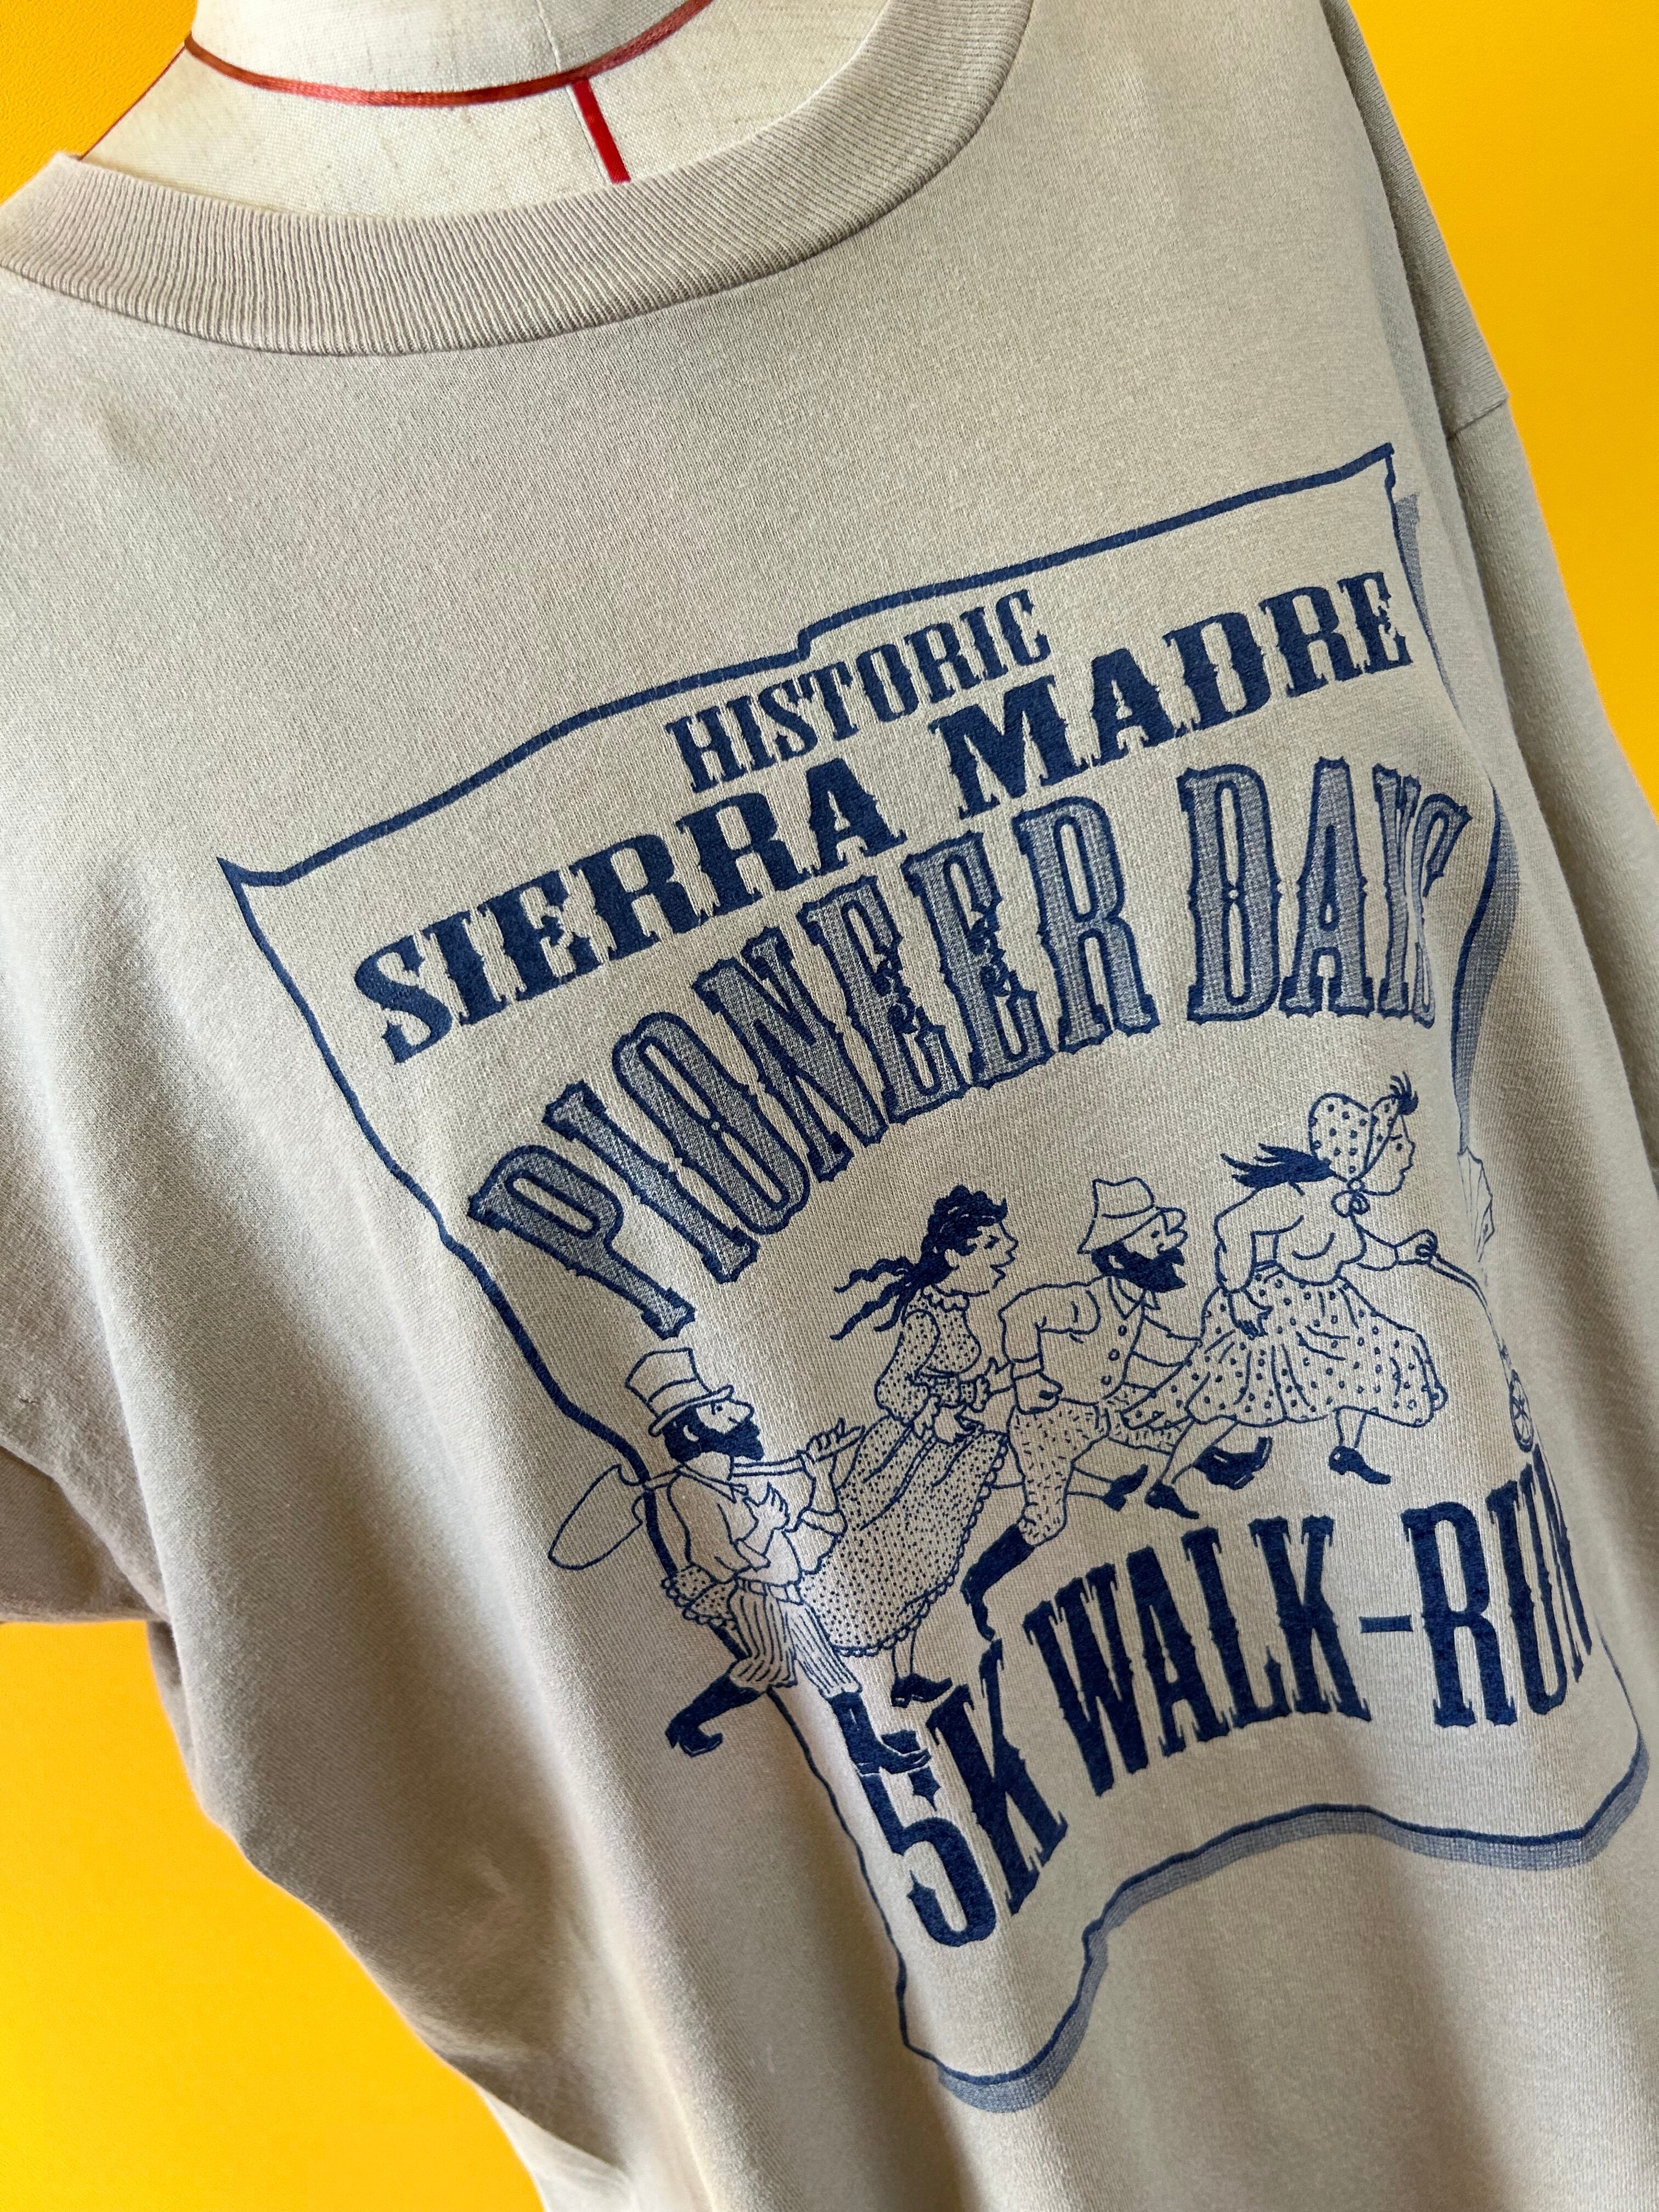 HISTORIC
SIERRA MADRE
PIONEER DAYS
5K WALK-RUN